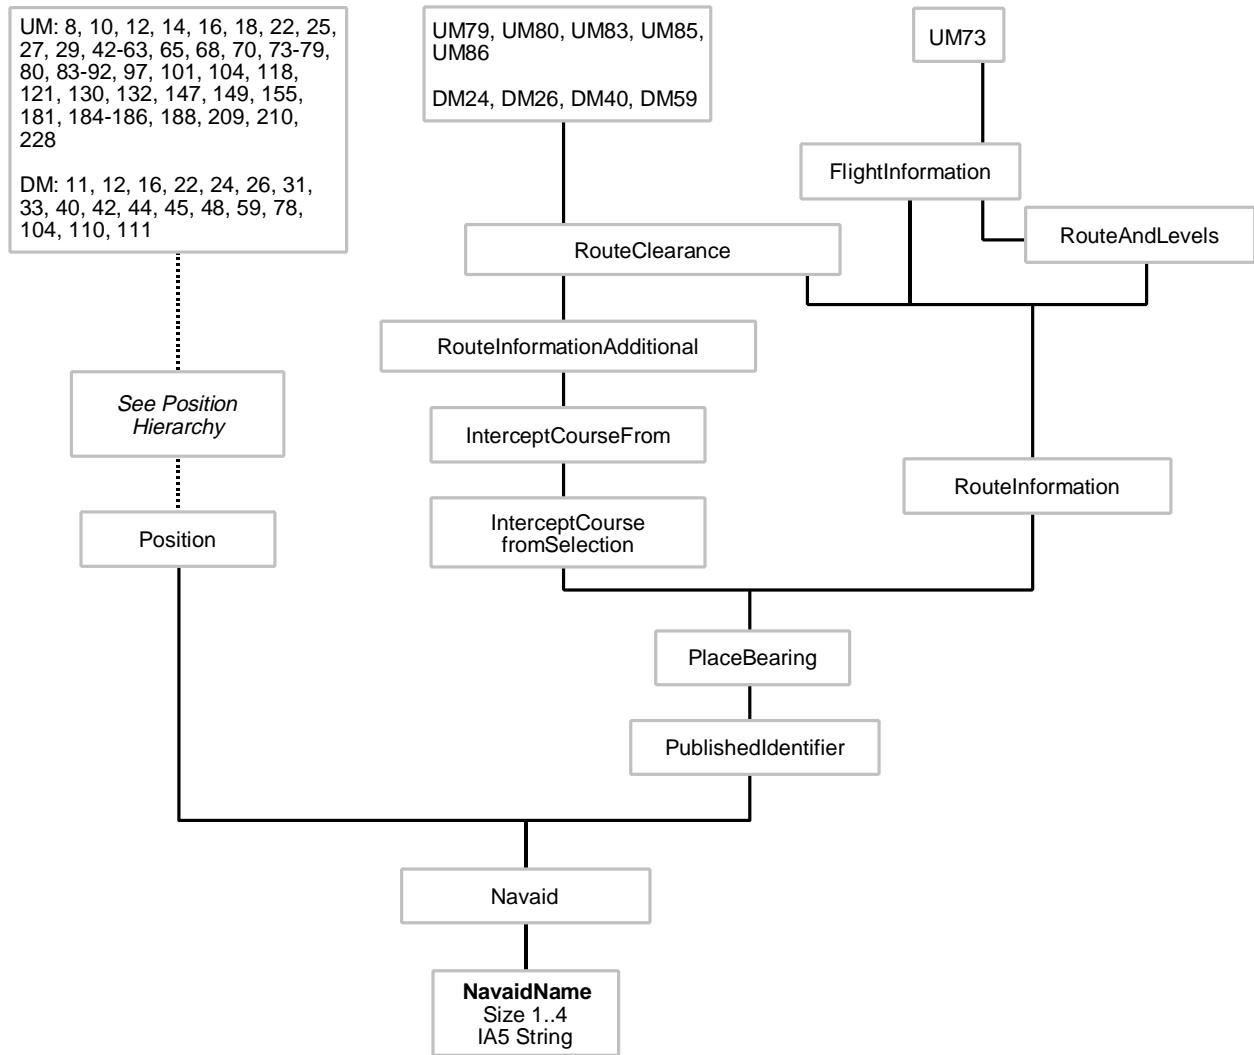 UM: 8, 10, 12, 14, 16, 18, 22, 25,
27, 29, 42-63, 65, 68, 70, 73-79,
80, 83-92, 97, 101, 104, 118,
121, 130, 132, 147, 149, 155,
181, 184-186, 188, 209, 210,
228
DM: 11, 12, 16, 22, 24, 26, 31,
33, 40, 42, 44, 45, 48, 59, 78,
104, 110, 111
UM79, UM80, UM83, UM85,
UM86
DM24, DM26, DM40, DM59
UM73
FlightInformation
RouteAndLevels
RouteClearance
RouteInformationAdditional
See Position
Hierarchy
InterceptCourseFrom
RouteInformation
InterceptCourse
fromSelection
Position
PlaceBearing
PublishedIdentifier
Navaid
NavaidName
Size 1..4
IA5 String